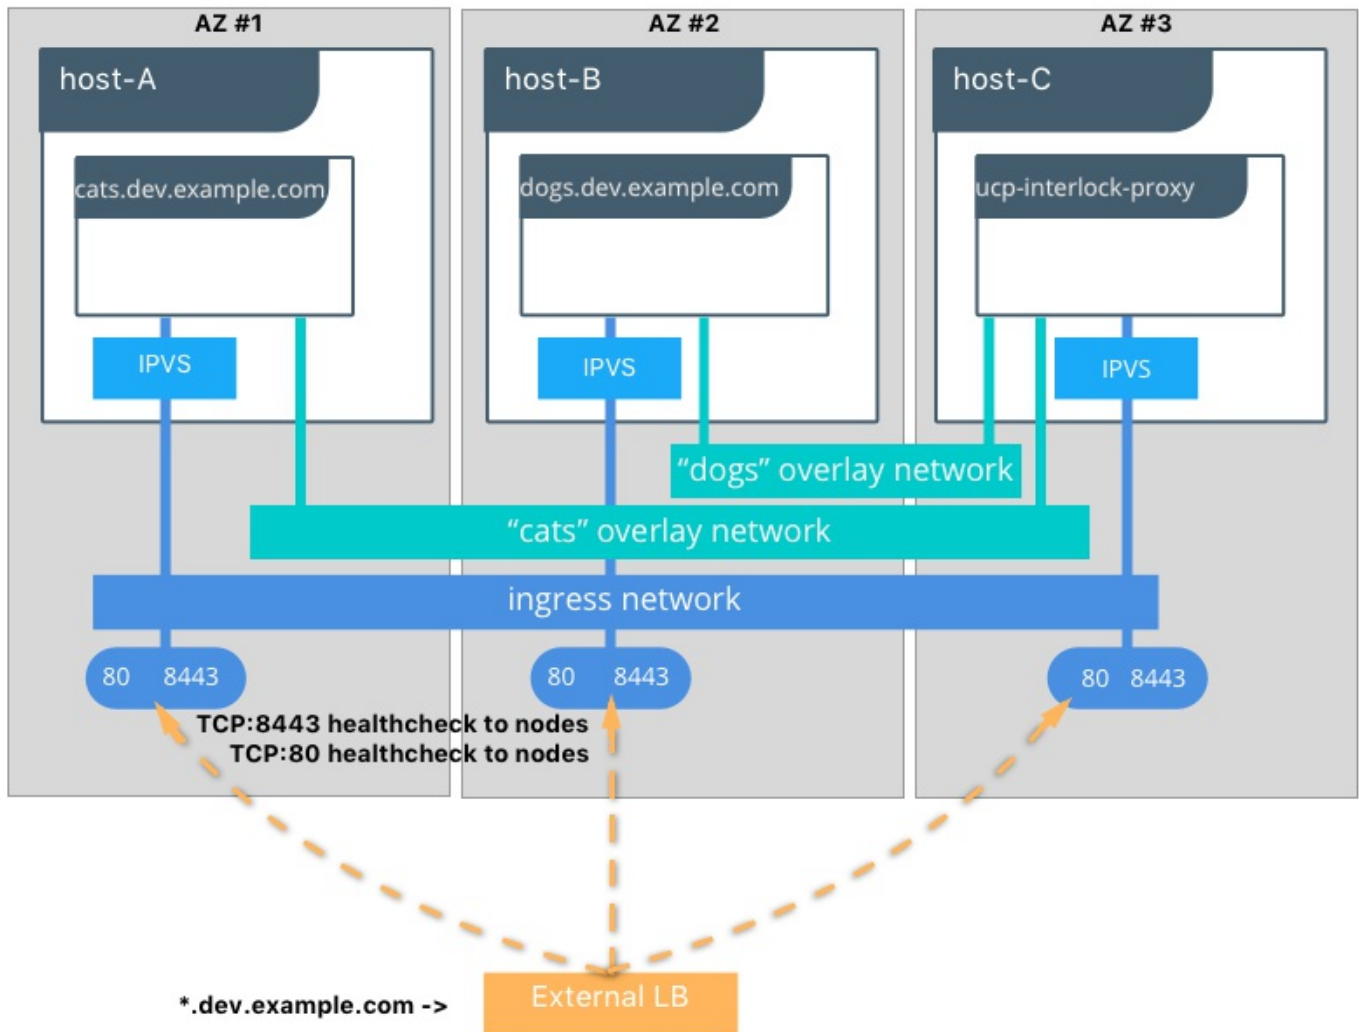 AZ #1
AZ #2
AZ #3
host-A
host-B
host-C
cats.dev.example.com
dogs.dev.example.com
ucp-interlock-proxy
IPVS
IPVS
IPVS
“dogs” overlay network
“cats” overlay network
ingress network
80 8443
80 8443
80 8443
TCP:8443 healthcheck to nodes
TCP:80 healthcheck to nodes
*.dev.example.com ->
External LB